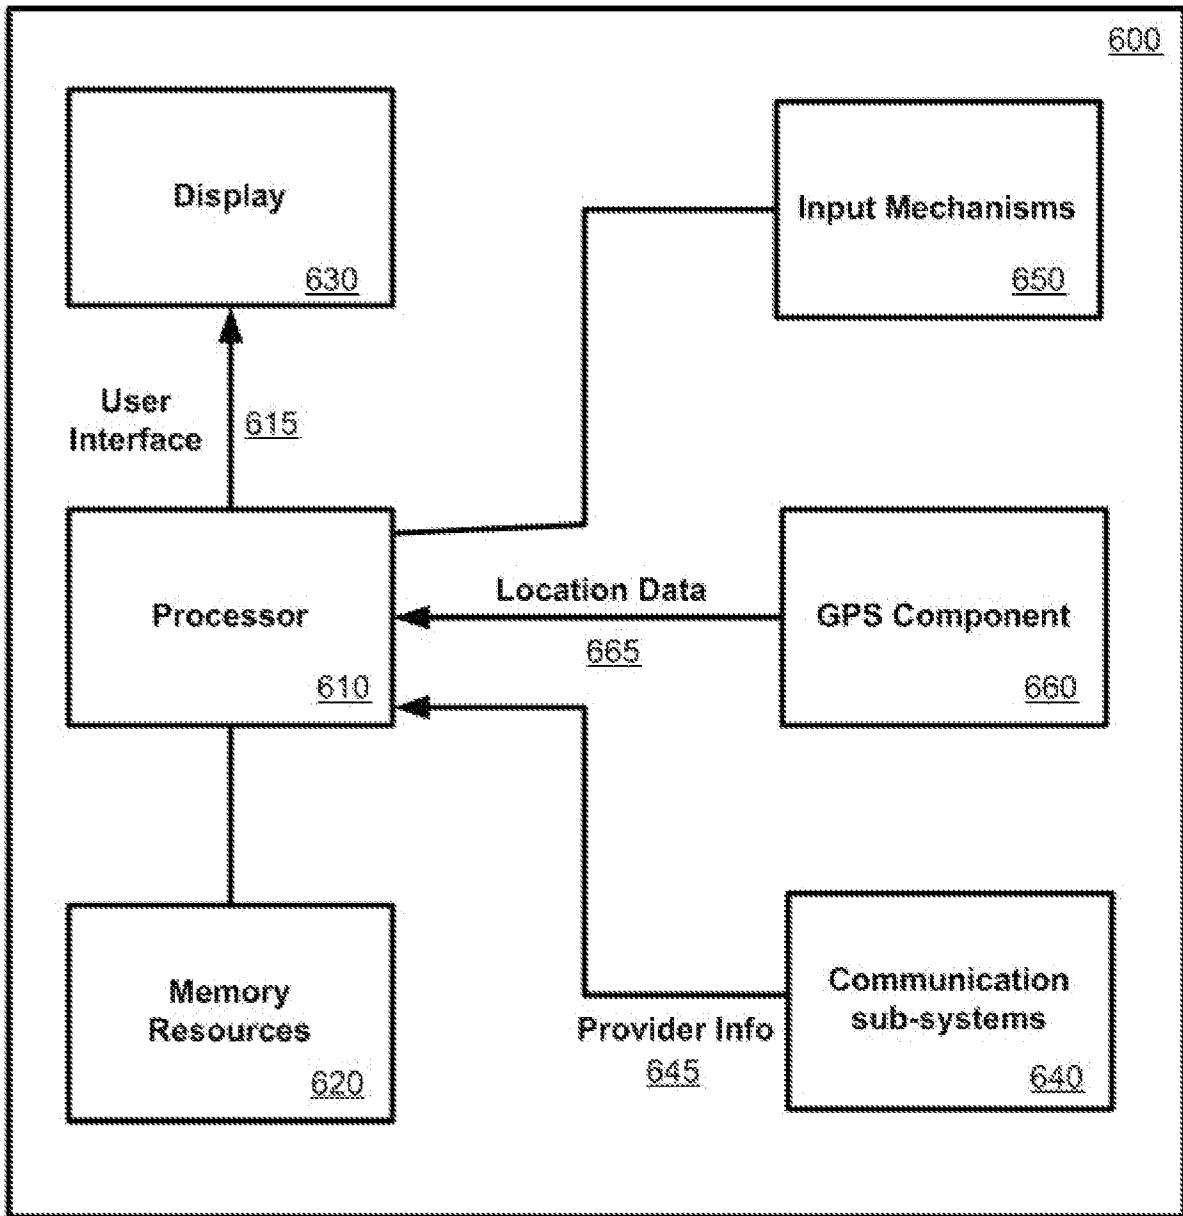 600
Display
630
Input Mechanisms
650
User
Interface
615
Processor
610
Location Data
665
GPS Component
660
Memory
Resources
620
Provider Info
645
Communication
sub-systems
640